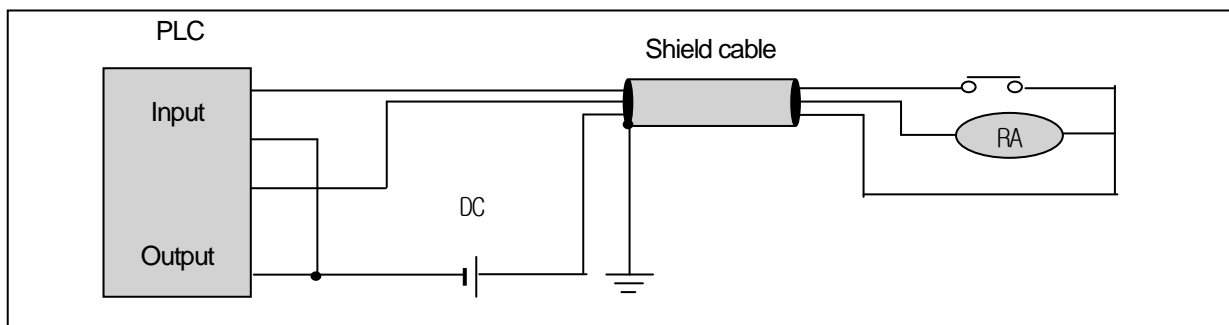 PLC
Shield cable
Input
RA
DC
Output